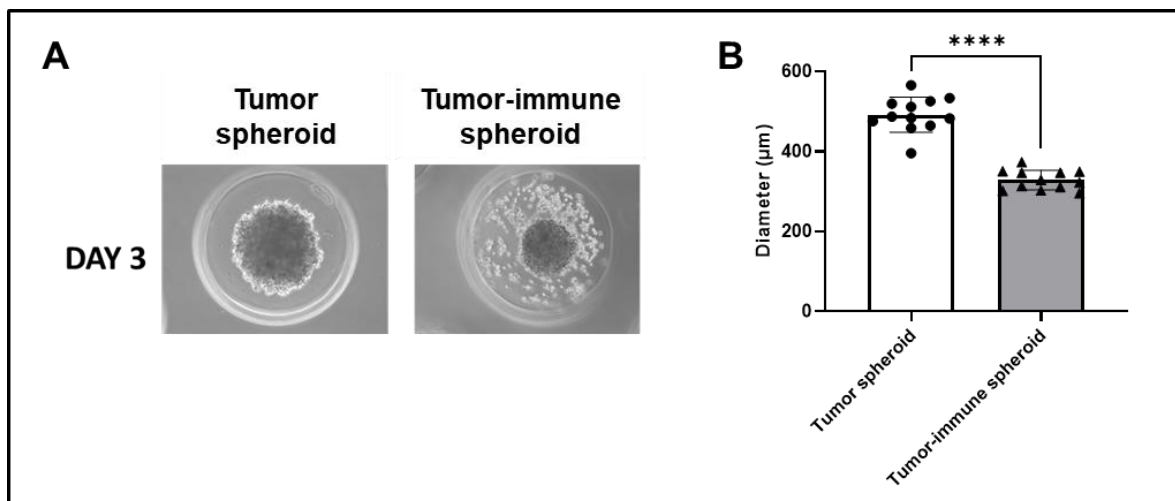 A
Tumor
spheroid
Tumor-immune
spheroid
DAY 3
B
****
600
400
200
0
Diameter (µm)
Tumor spheroid
Tumor-immune spheroid